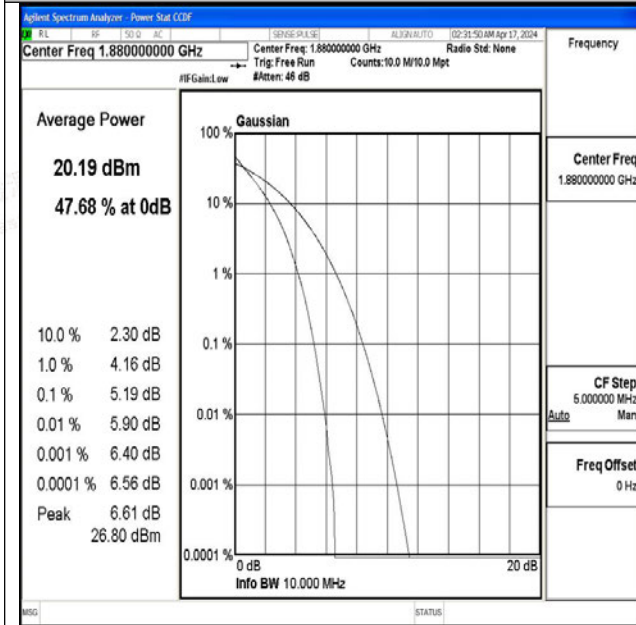 Agilent Spectrum Analyzer - Power Stat CCDF
RL RF 50 Ω AC SENSE:PULSE ALIGNAUTO 02:31:50 AM Apr 17, 2024
Center Freq 1.880000000 GHz
Center Freq: 1.880000000 GHz Radio Std: None
Trig: Free Run Counts:10.0 M/10.0 Mpt
#IFGain:Low #Atten: 46 dB
Frequency
Average Power
20.19 dBm
47.68 % at 0dB
10.0 % 2.30 dB
1.0 % 4.16 dB
0.1 % 5.19 dB
0.01 % 5.90 dB
0.001 % 6.40 dB
0.0001 % 6.56 dB
Peak 6.61 dB
26.80 dBm
Gaussian
100 %
10 %
1 %
0.1 %
0.01 %
0.001 %
0.0001 %
0 dB 20 dB
Info BW 10.000 MHz
Center Freq
1.880000000 GHz
CF Step
5.000000 MHz
Auto Man
Freq Offset
0 Hz
MSG STATUS